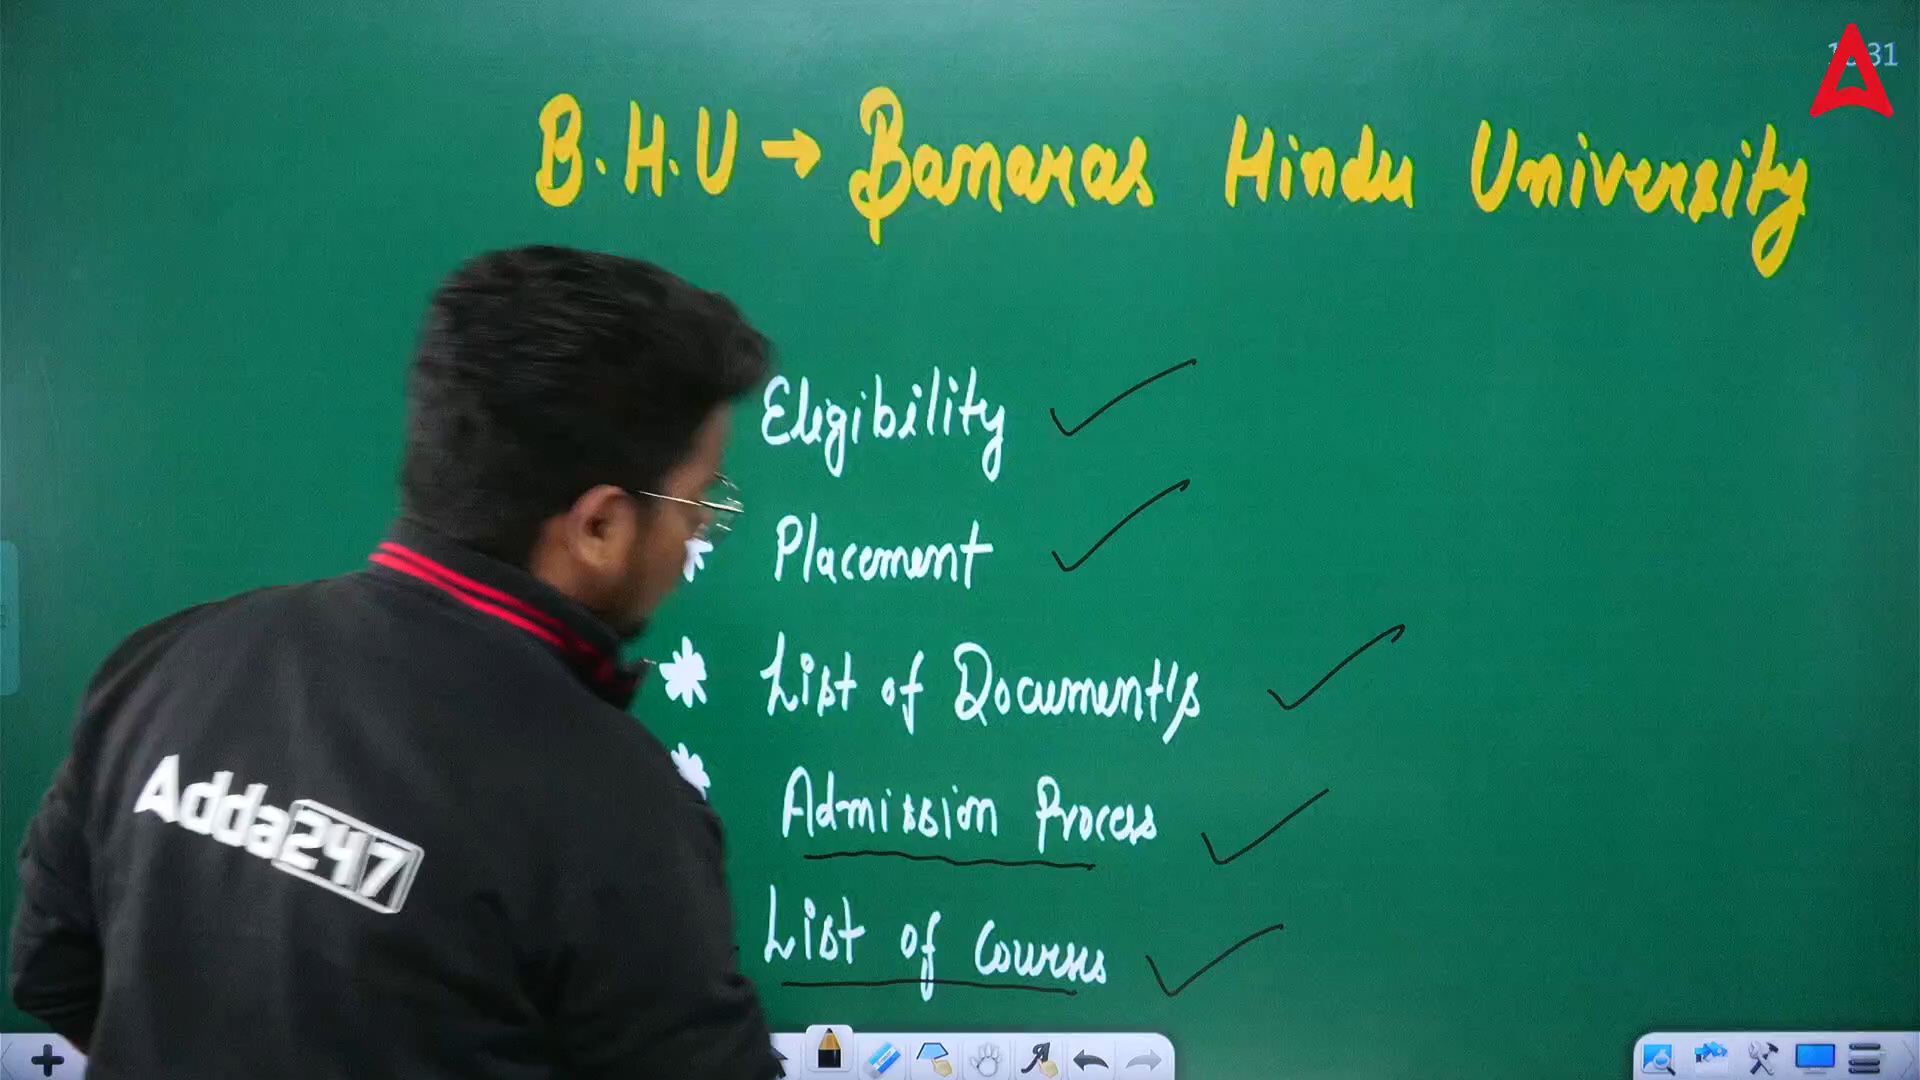 B.H.U → Banaras Hindu University
Eligibility
* Placement
* List of Document's
* Admission Process
List of Courses
Adda247